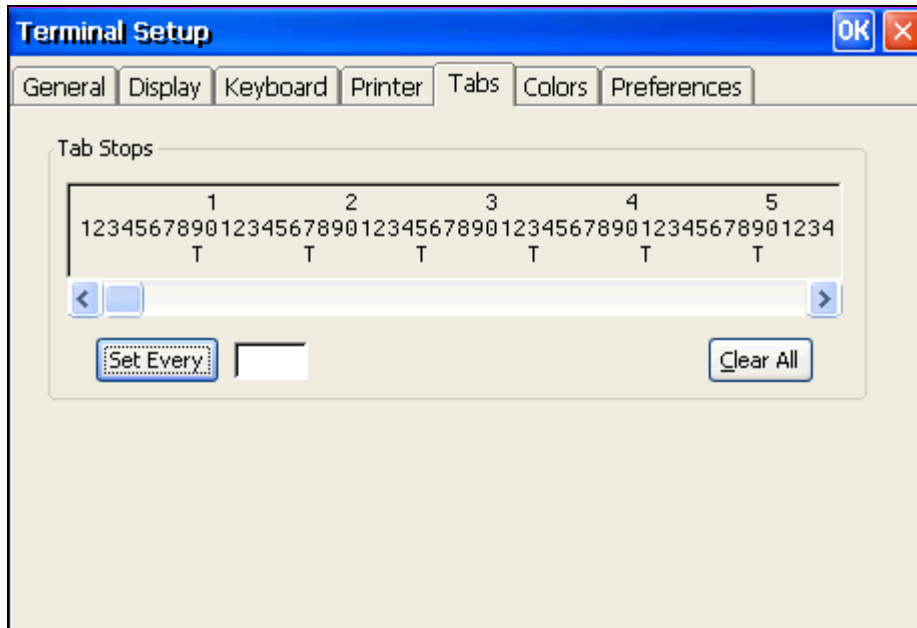 Terminal Setup OK
General Display Keyboard Printer Tabs Colors Preferences
Tab Stops
1 2 3 4 5
123456789012345678901234567890123456789012345678901234
T T T T T T
Set Every Clear All